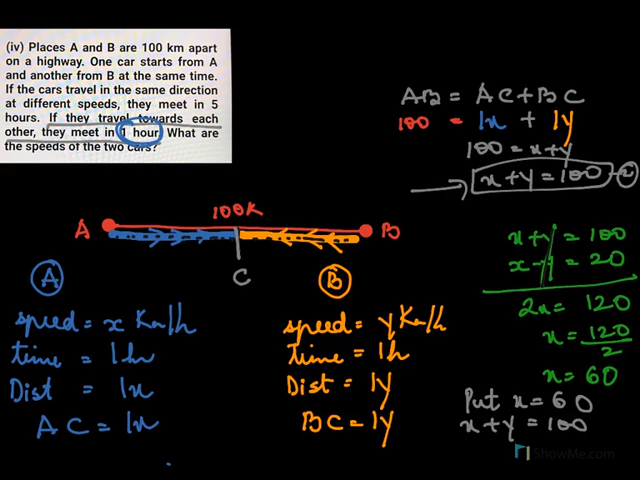 (iv) Places A and B are 100 km apart
on a highway. One car starts from A
and another from B at the same time.
If the cars travel in the same direction
at different speeds, they meet in 5
hours. If they travel towards each
other, they meet in 1 hour. What are
the speeds of the two cars?
AB = AC + BC
100 = 1x + 1y
100 = x+y
x+y = 100 - 2
100K
A B
C
x+y = 100
x-y = 20
2x = 120
x = 120/2
x = 60
Put x = 60
x+y = 100
A
speed = x Km/h
time = 1hr
Dist = 1x
AC = 1x
B
speed = y Km/h
time = 1h
Dist = 1y
BC = 1y
ShowMe.com